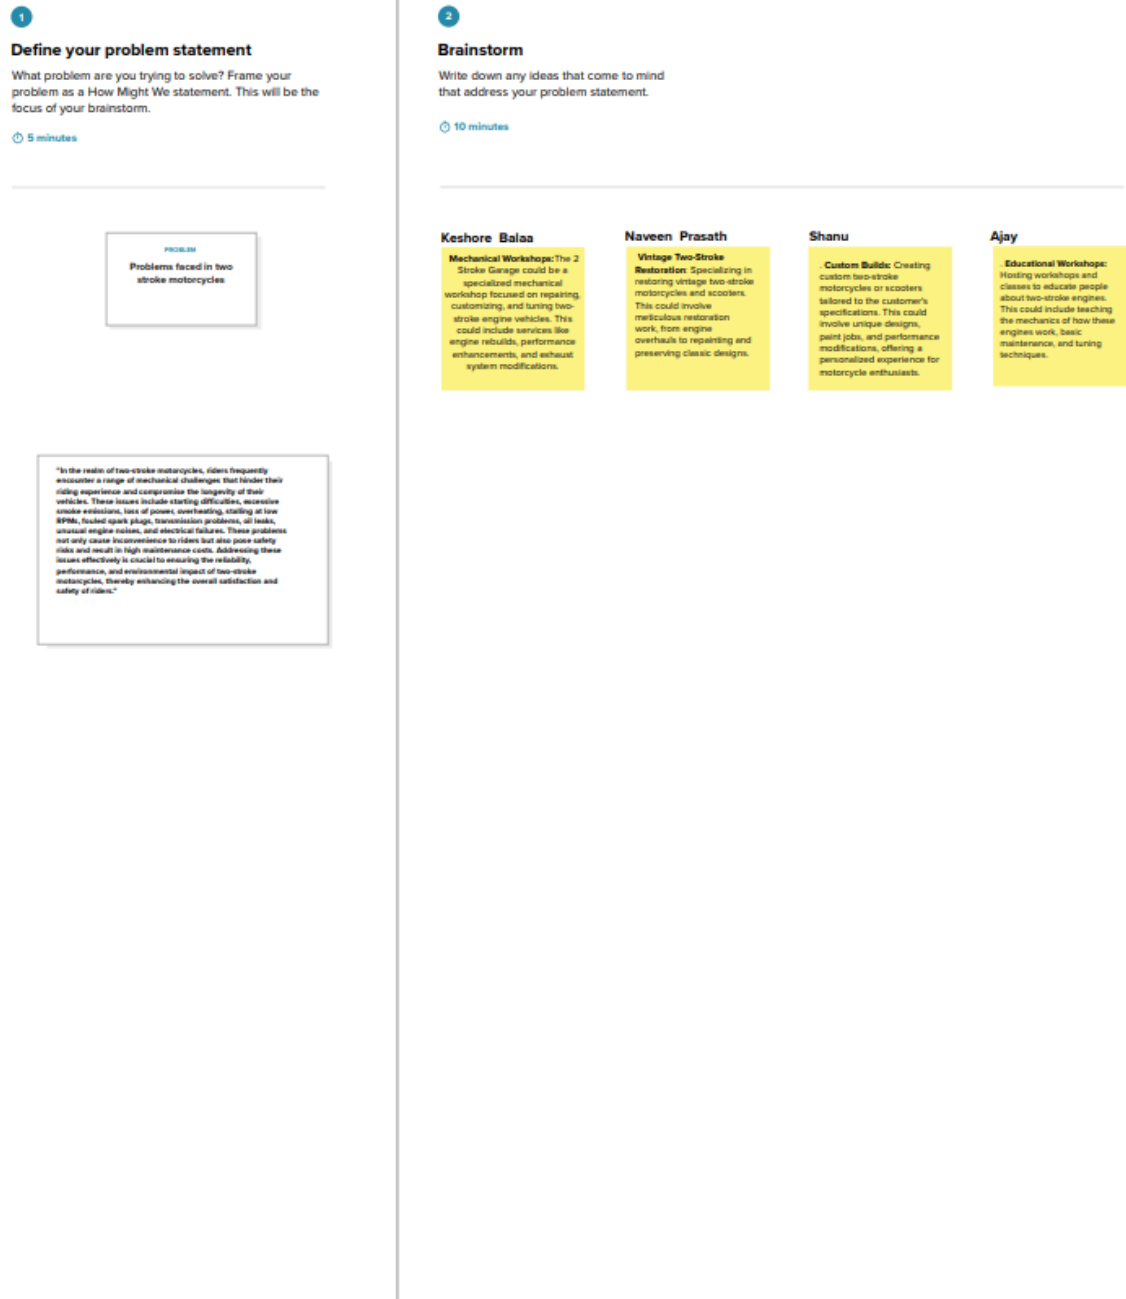 1
Define your problem statement
What problem are you trying to solve? Frame your
problem as a How Might We statement. This will be the
focus of your brainstorm.
5 minutes
PROBLEM
Problems faced in two
stroke motorcycles
"In the realm of two-stroke motorcycles, riders frequently
encounter a range of mechanical challenges that hinder their
riding experience and compromise the longevity of their
vehicles. These issues include starting difficulties, excessive
smoke emissions, loss of power, overheating, stalling at low
RPMs, fouled spark plugs, transmission problems, oil leaks,
unusual engine noises, and electrical failures. These problems
not only cause inconvenience to riders but also pose safety
risks and result in high maintenance costs. Addressing these
issues effectively is crucial to ensuring the reliability,
performance, and environmental impact of two-stroke
motorcycles, thereby enhancing the overall satisfaction and
safety of riders."
2
Brainstorm
Write down any ideas that come to mind
that address your problem statement.
10 minutes
Keshore Balaa
Mechanical Workshops:The 2
Stroke Garage could be a
specialized mechanical
workshop focused on repairing,
customizing, and tuning two-
stroke engine vehicles. This
could include services like
engine rebuilds, performance
enhancements, and exhaust
system modifications.
Naveen Prasath
Vintage Two-Stroke
Restoration: Specializing in
restoring vintage two-stroke
motorcycles and scooters.
This could involve
meticulous restoration
work, from engine
overhauls to repainting and
preserving classic designs.
Shanu
. Custom Builds: Creating
custom two-stroke
motorcycles or scooters
tailored to the customer's
specifications. This could
involve unique designs,
paint jobs, and performance
modifications, offering a
personalized experience for
motorcycle enthusiasts.
Ajay
. Educational Workshops:
Hosting workshops and
classes to educate people
about two-stroke engines.
This could include teaching
the mechanics of how these
engines work, basic
maintenance, and tuning
techniques.